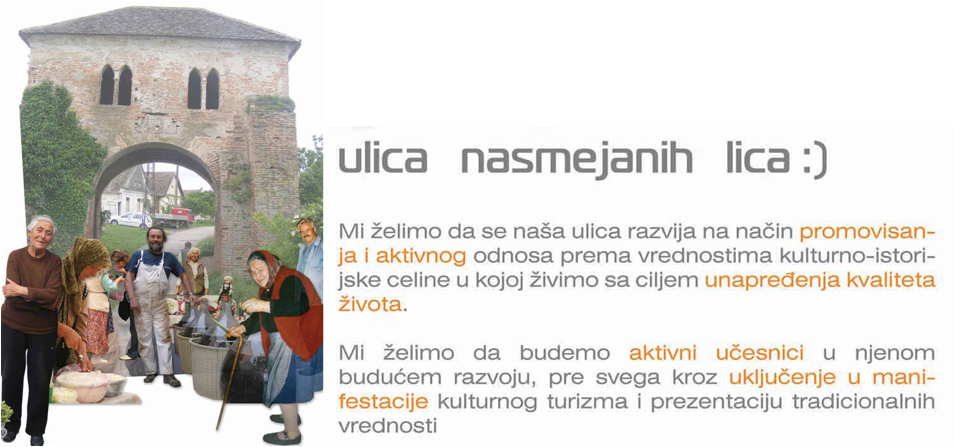 ulica nasmejanih lica :)
Mi želimo da se naša ulica razvija na način promovisan-
ja i aktivnog odnosa prema vrednostima kulturno-istori-
jske celine u kojoj živimo sa ciljem unapređenja kvaliteta
života.
Mi želimo da budemo aktivni učesnici u njenom
budućem razvoju, pre svega kroz uključenje u mani-
festacije kulturnog turizma i prezentaciju tradicionalnih
vrednosti